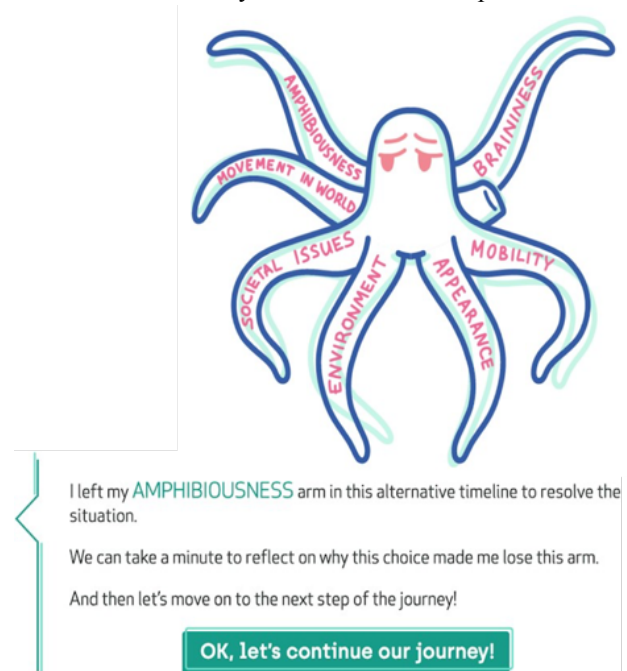 AMPHIBIOUSNESS
BRAININESS
MOVEMENT IN WORLD
SOCIETAL ISSUES
MOBILITY
ENVIRONMENT
APPEARANCE
I left my AMPHIBIOUSNESS arm in this alternative timeline to resolve the
situation.
We can take a minute to reflect on why this choice made me lose this arm.
And then let's move on to the next step of the journey!
OK, let's continue our journey!